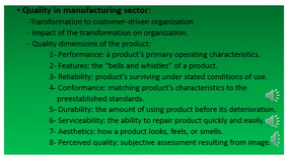 • Quality in manufacturing sector:
-Transformation to customer-driven organization.
- Impact of the transformation on organization.
- Quality dimensions of the product:
1- Performance: a product's primary operating characteristics.
2- Features: the "bells and whistles" of a product.
3- Reliability: product's surviving under stated conditions of use.
4- Conformance: matching product's characteristics to the
preestablished standards.
5- Durability: the amount of using product before its deterioration.
6- Serviceability: the ability to repair product quickly and easily.
7- Aesthetics: how a product looks, feels, or smells.
8- Perceived quality: subjective assessment resulting from image.